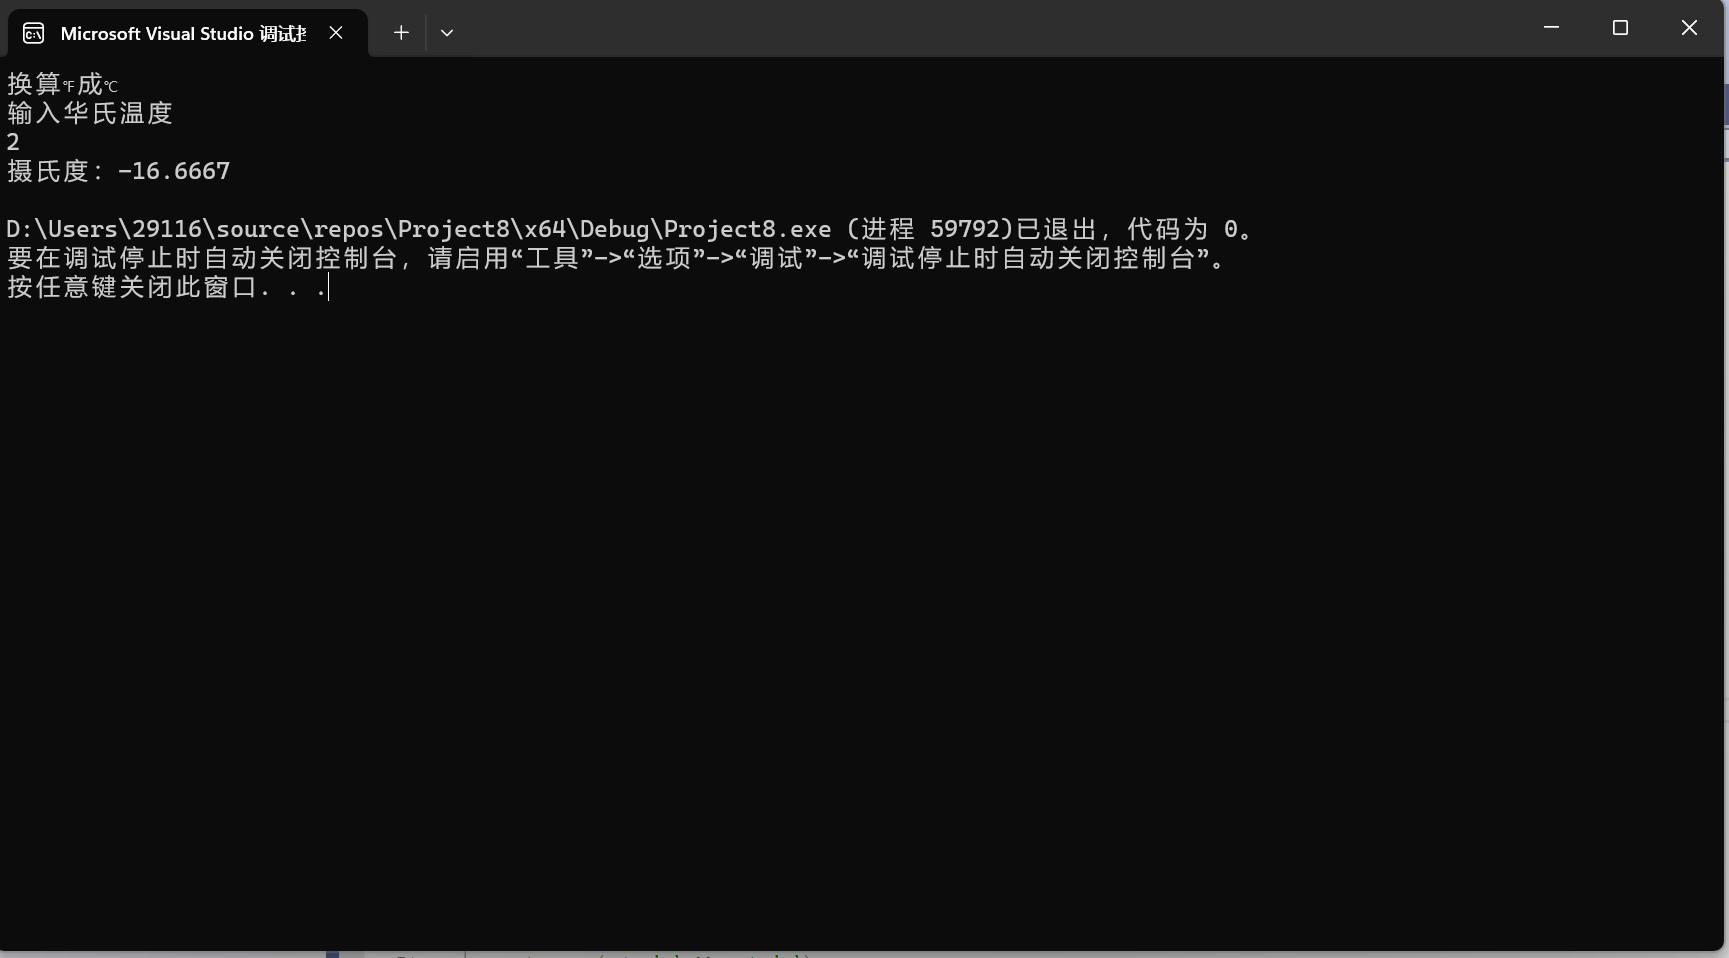 Microsoft Visual Studio 调试
换算℉成℃
输入华氏温度
2
摄氏度：-16.6667
D:\Users\29116\source\repos\Project8\x64\Debug\Project8.exe (进程 59792)已退出，代码为 0。
要在调试停止时自动关闭控制台，请启用“工具”->“选项”->“调试”->“调试停止时自动关闭控制台”。
按任意键关闭此窗口. . .